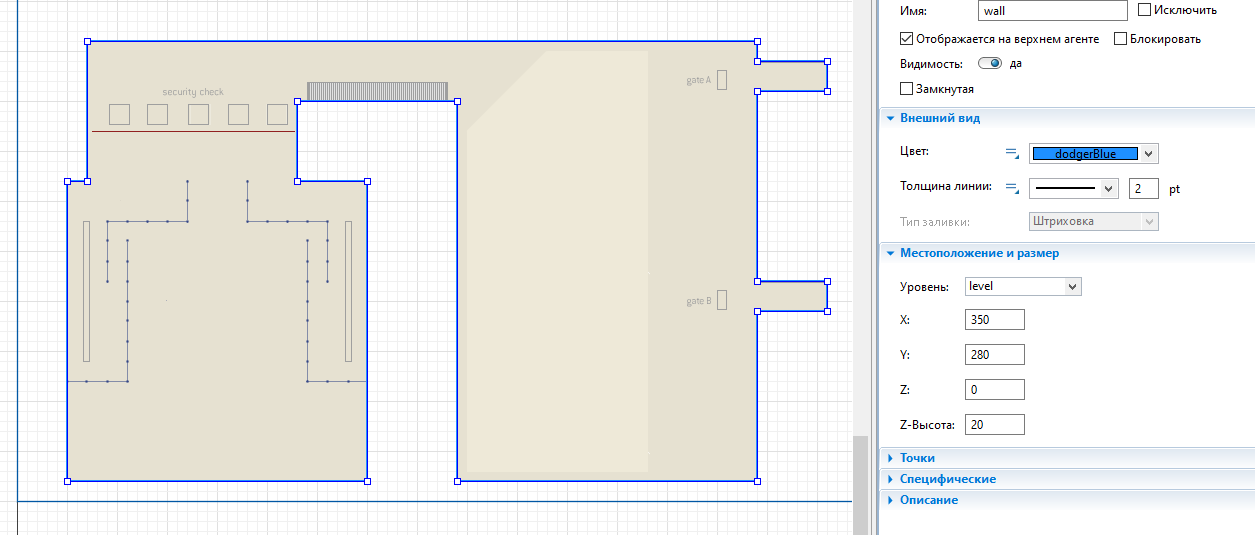 security check
gate A
gate B
Имя: wall Исключить
Отображается на верхнем агенте Блокировать
Видимость: да
Замкнутая
Внешний вид
Цвет: dodgerBlue
Толщина линии: 2 pt
Тип заливки: Штриховка
Местоположение и размер
Уровень: level
X: 350
Y: 280
Z: 0
Z-Высота: 20
Точки
Специфические
Описание